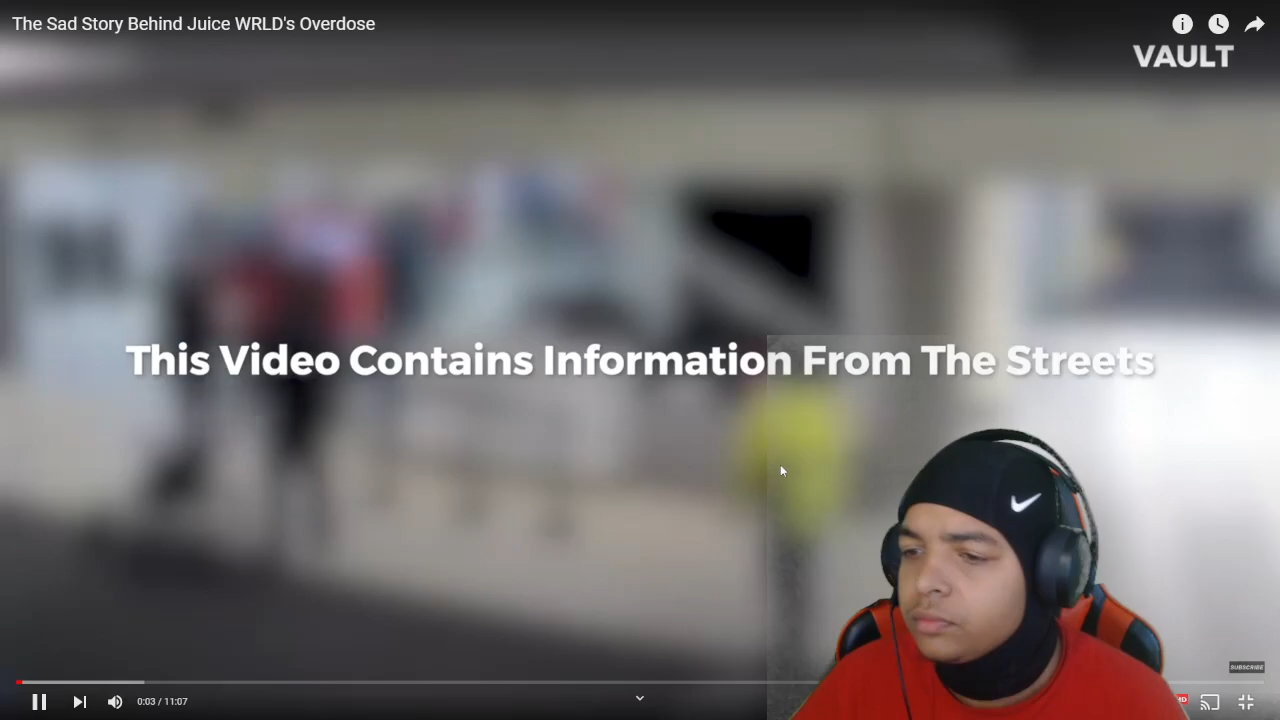 The Sad Story Behind Juice WRLD's Overdose
VAULT
This Video Contains Information From The Streets
SUBSCRIBE
0:03 / 11:07
HD